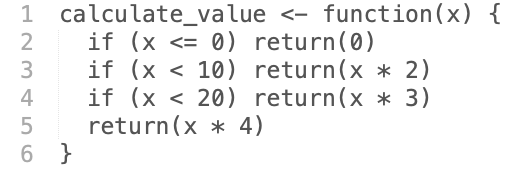 1 calculate_value <- function(x) {
2   if (x <= 0) return(0)
3   if (x < 10) return(x * 2)
4   if (x < 20) return(x * 3)
5   return(x * 4)
6 }